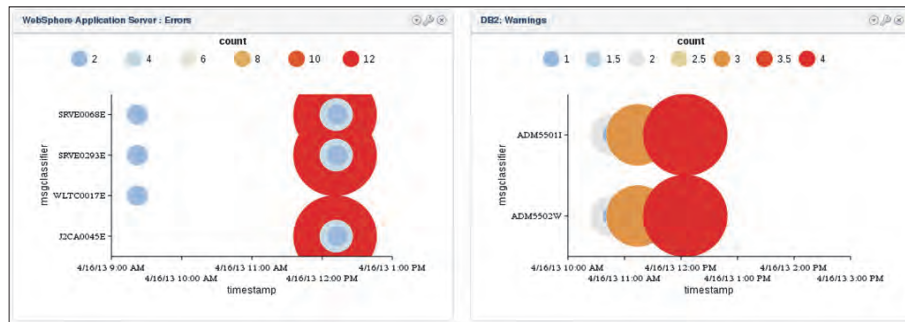 WebSphere Application Server : Errors
count
2 4 6 8 10 12
msgclassifier
SRVE0068E
SRVE0293E
WLTC0017E
J2CA0045E
4/16/13 9:00 AM 4/16/13 11:00 AM 4/16/13 1:00 PM
4/16/13 10:00 AM 4/16/13 12:00 PM
timestamp
DB2; Warnings
count
1 1.5 2 2.5 3 3.5 4
msgclassifier
ADM5501I
ADM5502W
4/16/13 10:00 AM 4/16/13 12:00 PM 4/16/13 2:00 PM
4/16/13 11:00 AM 4/16/13 1:00 PM 4/16/13 3:00 PM
timestamp